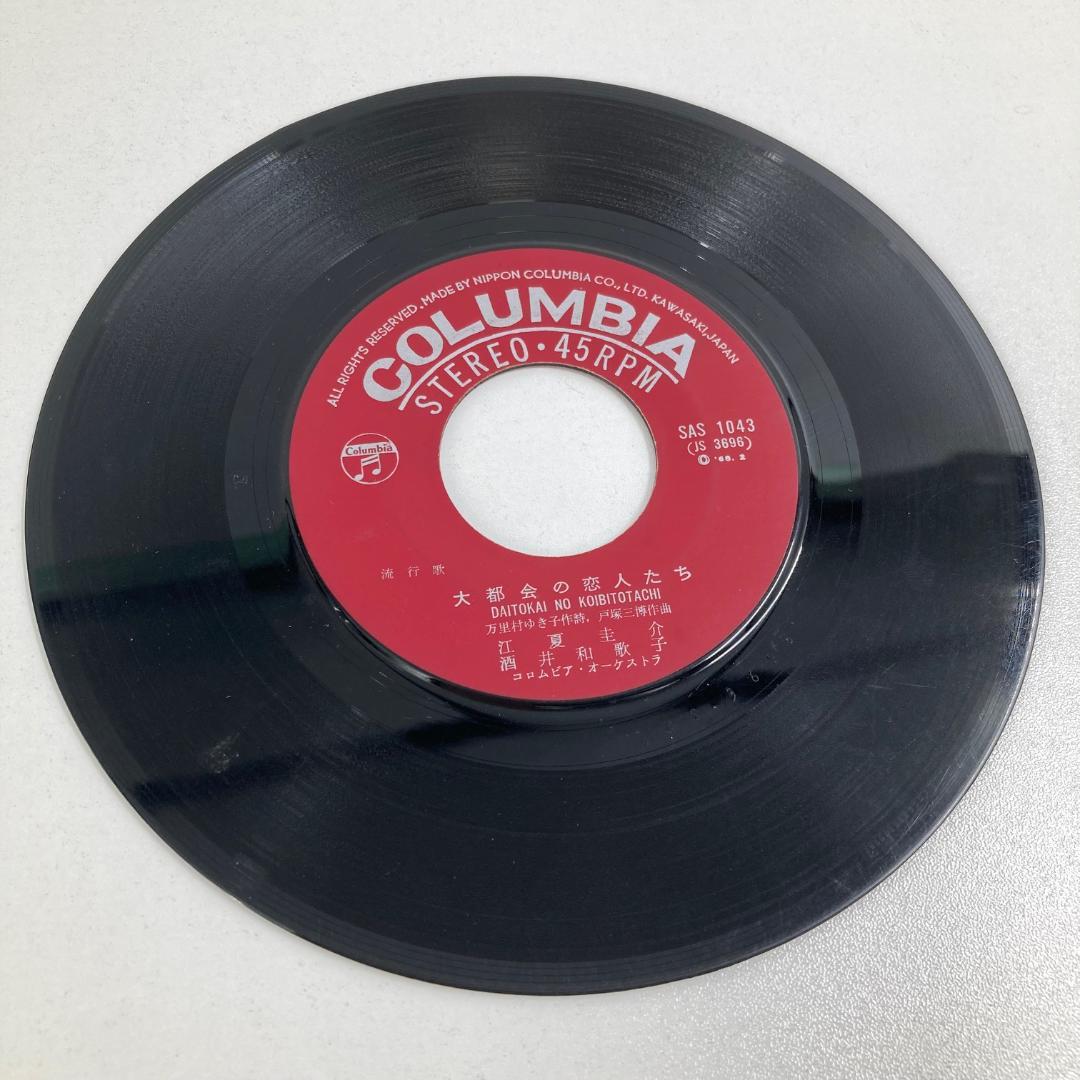 ALL RIGHTS RESERVED. MADE BY NIPPON COLUMBIA CO., LTD. KAWASAKI, JAPAN
COLUMBIA
STEREO・45RPM
SAS 1043
(JS 3696)
Ⓟ '68. 2
Columbia
流行歌
大都会の恋人たち
DAITOKAI NO KOIBITOTACHI
万里村ゆき子作詩, 戸塚三博作曲
江夏圭介
酒井和歌子
コロムビア・オーケストラ